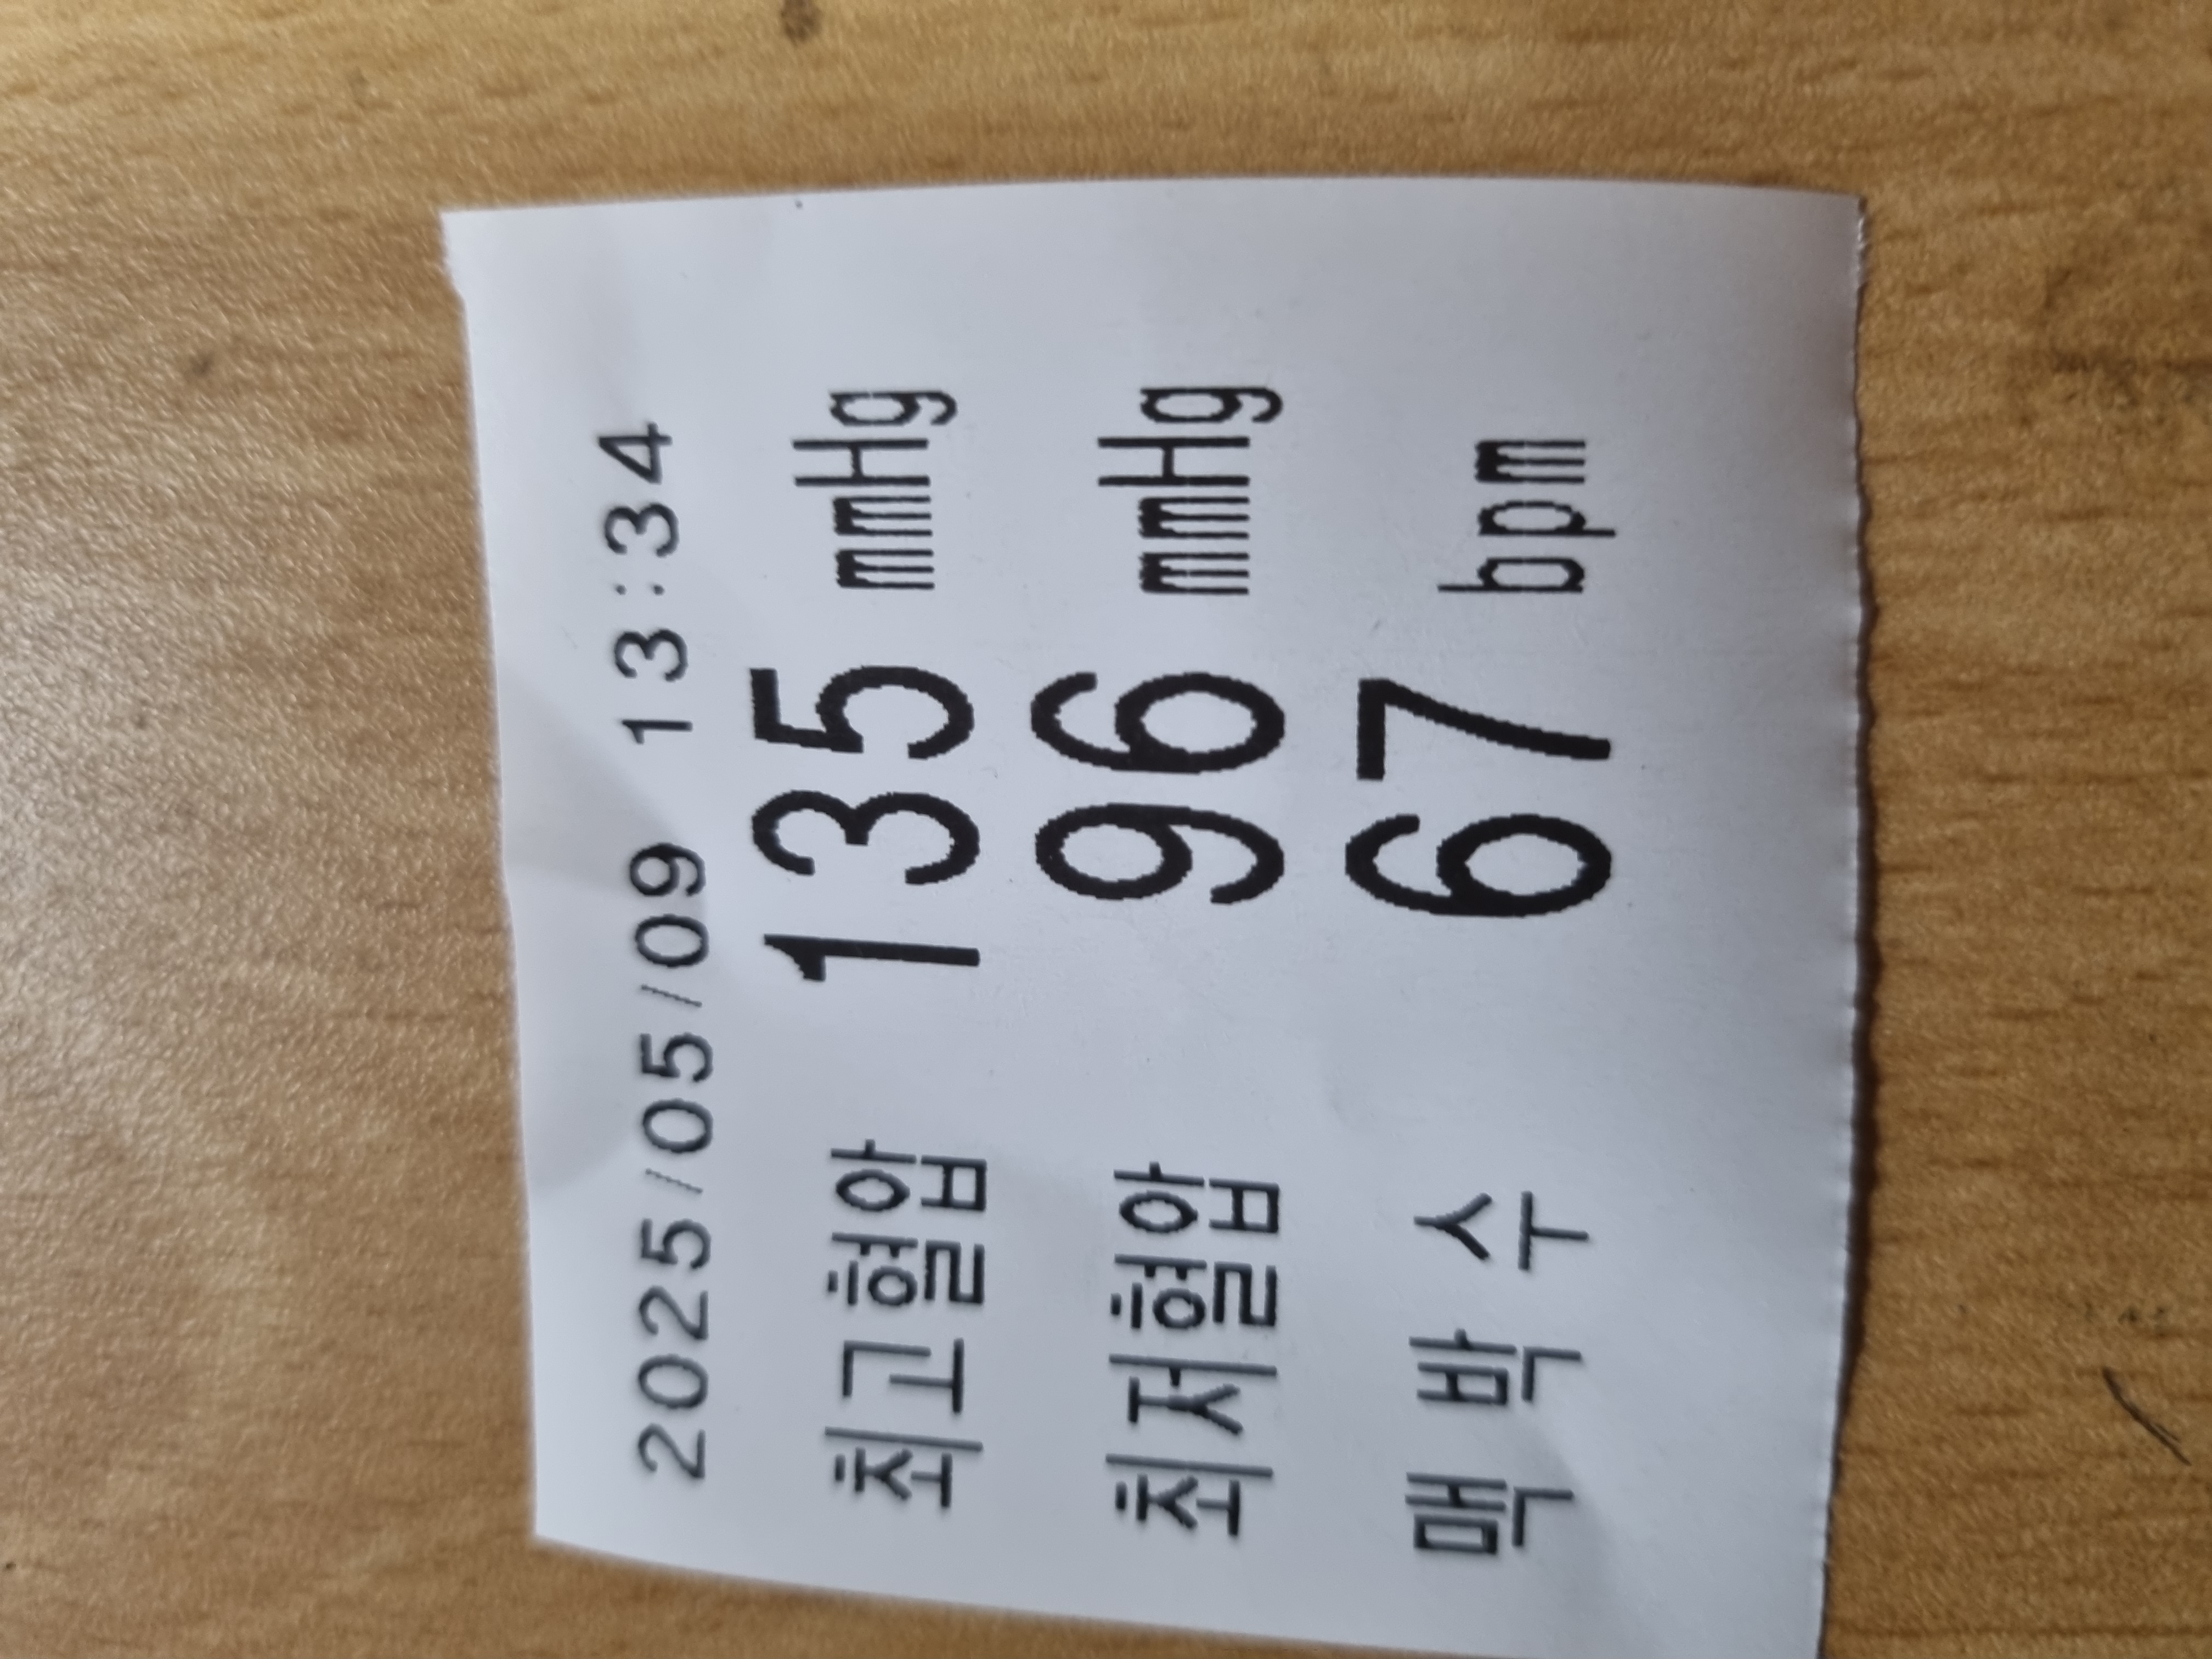 2025/05/09 13:34
최고혈압 135 mmHg
최저혈압 96 mmHg
맥 박 수 67 bpm